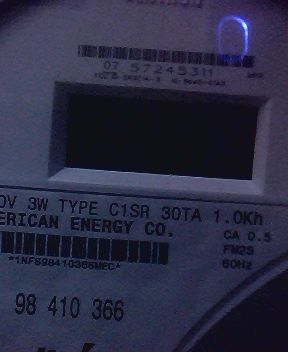 07 57245311
0V 3W TYPE C1SR 30TA 1.0Kh
ERICAN ENERGY CO.
CA 0.5
FM2S
60Hz
*1NFS98410366MEC*
98 410 366